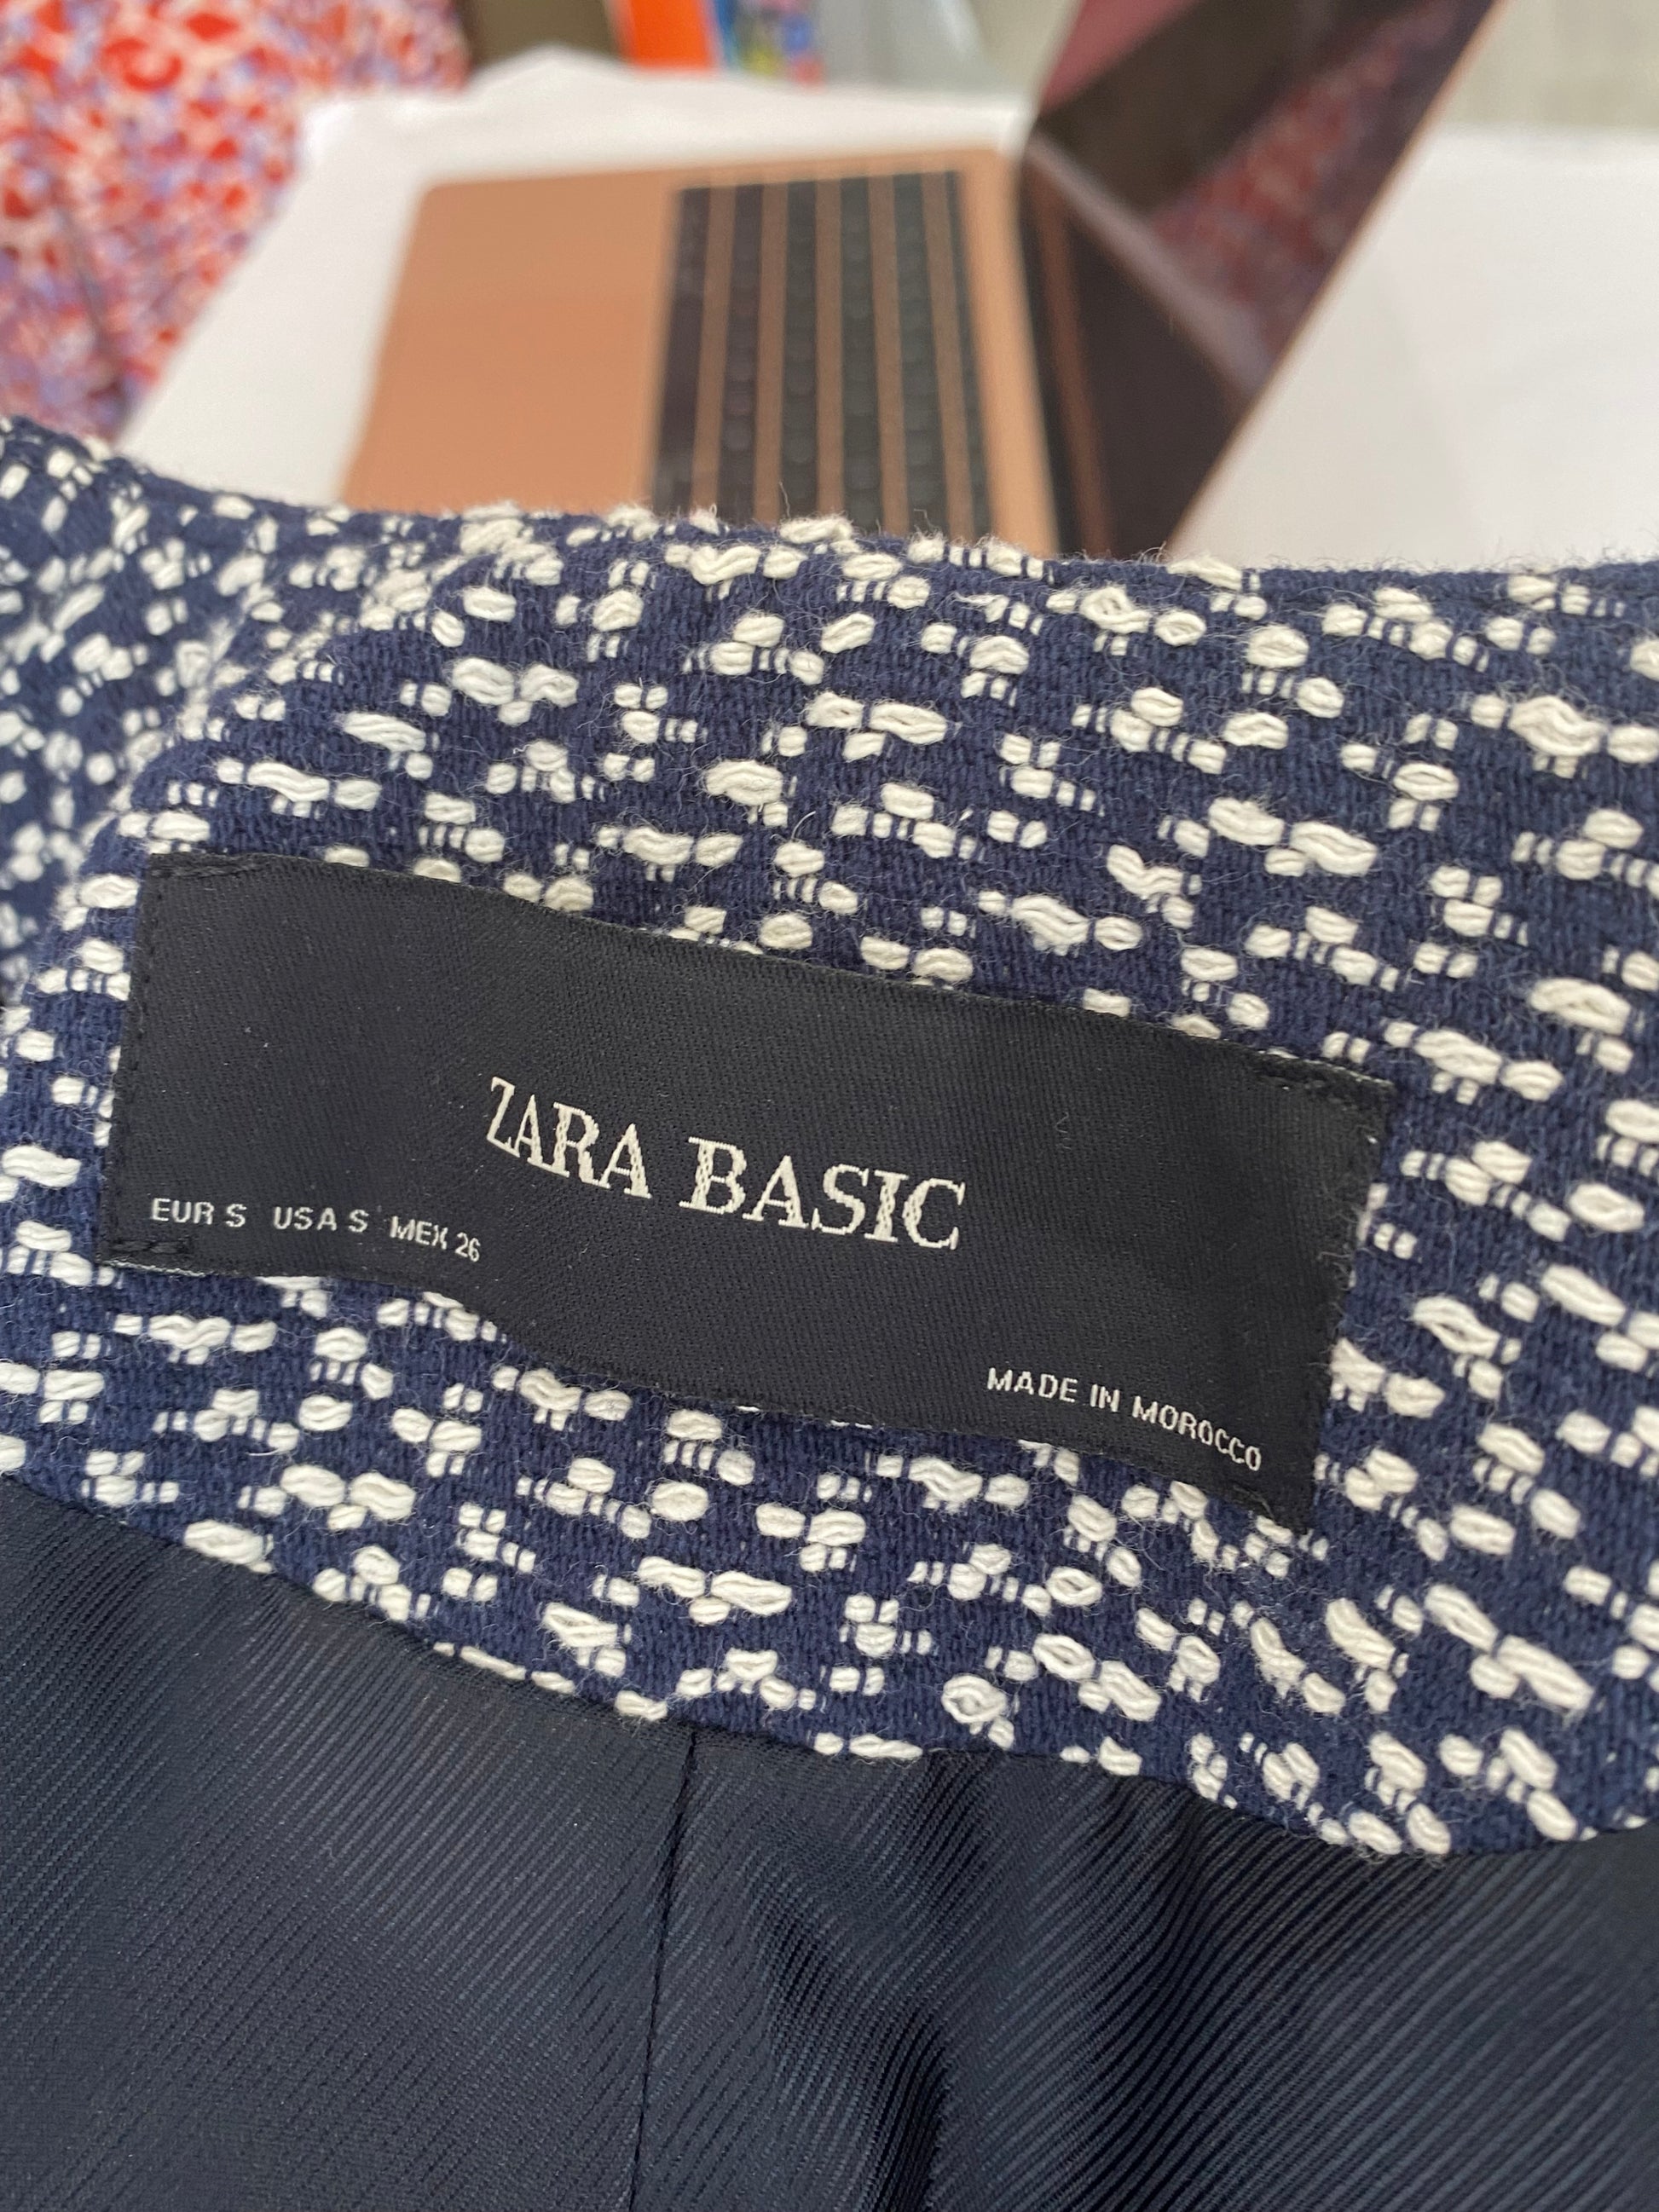 ZARA BASIC
EUR S USA S MEX 26
MADE IN MOROCCO